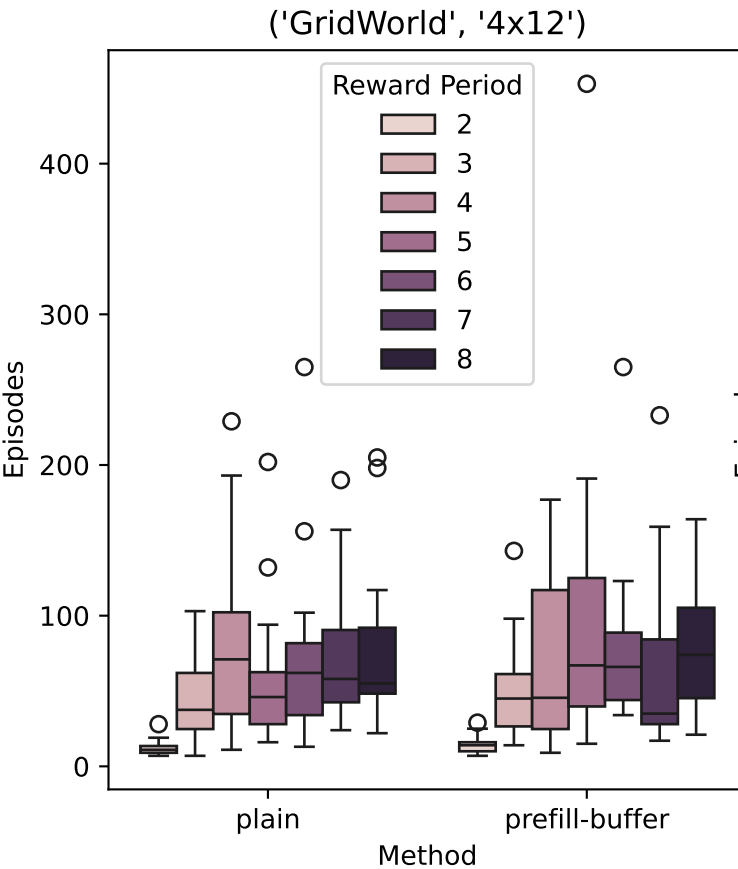 ('GridWorld', '4x12')
Reward Period
2
3
4
5
6
7
8
Episodes
400
300
200
100
0
plain
prefill-buffer
Method